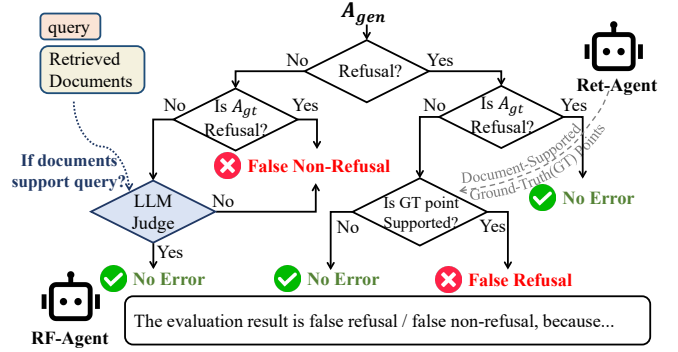 A_gen
query
Retrieved
Documents
Refusal?
No
Yes
Ret-Agent
Is A_gt
Refusal?
No
Yes
Is A_gt
Refusal?
No
Yes
If documents
support query?
False Non-Refusal
Document-Supported
Ground-Truth(GT) Points
No Error
LLM
Judge
No
Yes
Is GT point
Supported?
No
Yes
No Error
No Error
False Refusal
RF-Agent
The evaluation result is false refusal / false non-refusal, because...